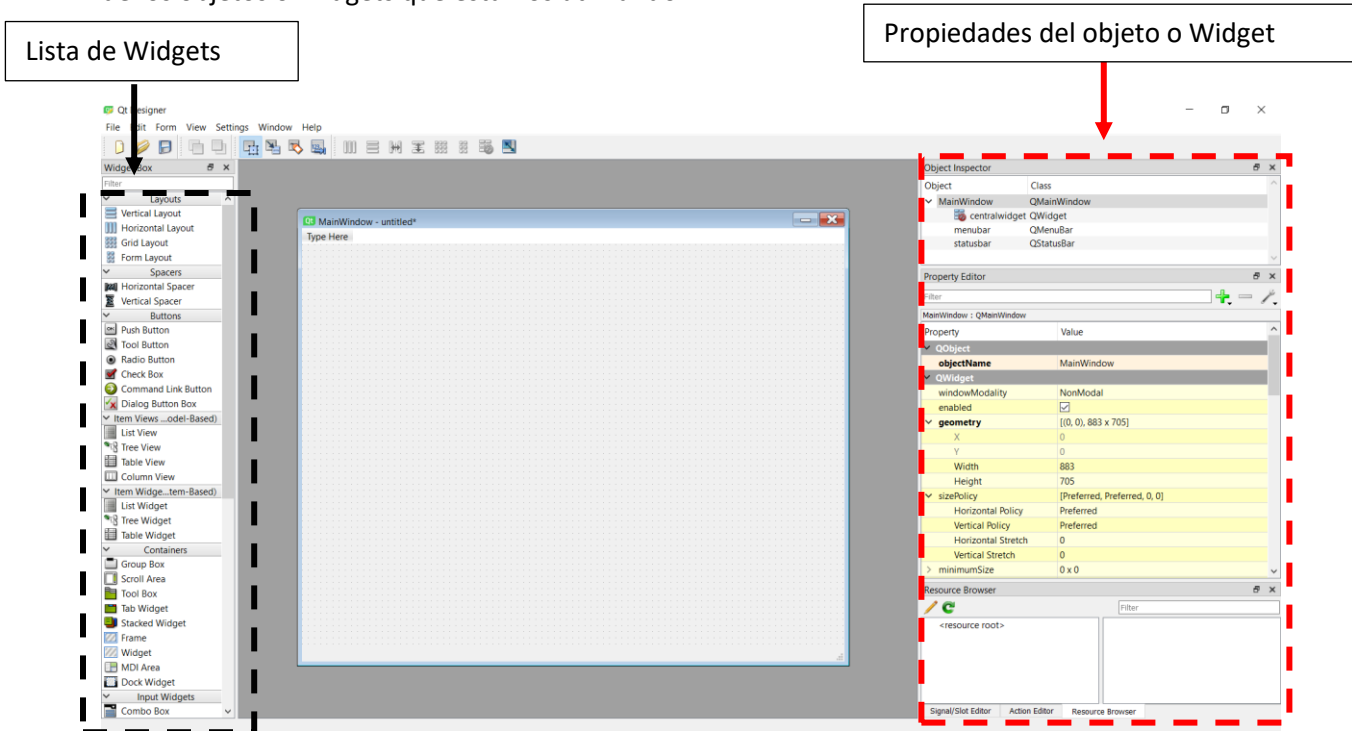 Lista de Widgets
Propiedades del objeto o Widget
Qt Designer
File Edit Form View Settings Window Help
Widget Box
Filter
Layouts
Vertical Layout
Horizontal Layout
Grid Layout
Form Layout
Spacers
Horizontal Spacer
Vertical Spacer
Buttons
Push Button
Tool Button
Radio Button
Check Box
Command Link Button
Dialog Button Box
Item Views ...odel-Based)
List View
Tree View
Table View
Column View
Item Widge...tem-Based)
List Widget
Tree Widget
Table Widget
Containers
Group Box
Scroll Area
Tool Box
Tab Widget
Stacked Widget
Frame
Widget
MDI Area
Dock Widget
Input Widgets
Combo Box
MainWindow - untitled*
Type Here
Object Inspector
Object Class
MainWindow QMainWindow
centralwidget QWidget
menubar QMenuBar
statusbar QStatusBar
Property Editor
Filter
MainWindow : QMainWindow
Property Value
QObject
objectName MainWindow
QWidget
windowModality NonModal
enabled
geometry [(0, 0), 883 x 705]
X 0
Y 0
Width 883
Height 705
sizePolicy [Preferred, Preferred, 0, 0]
Horizontal Policy Preferred
Vertical Policy Preferred
Horizontal Stretch 0
Vertical Stretch 0
minimumSize 0 x 0
Resource Browser
Filter
<resource root>
Signal/Slot Editor Action Editor Resource Browser